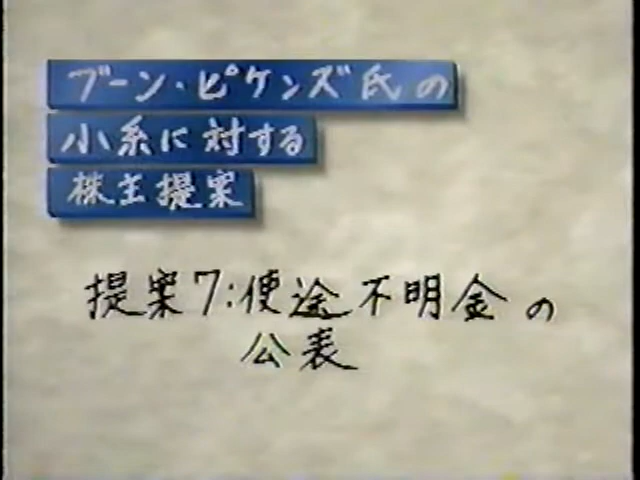 ブーン・ピケンズ氏の
小糸に対する
株主提案
提案7:使途不明金の
公表